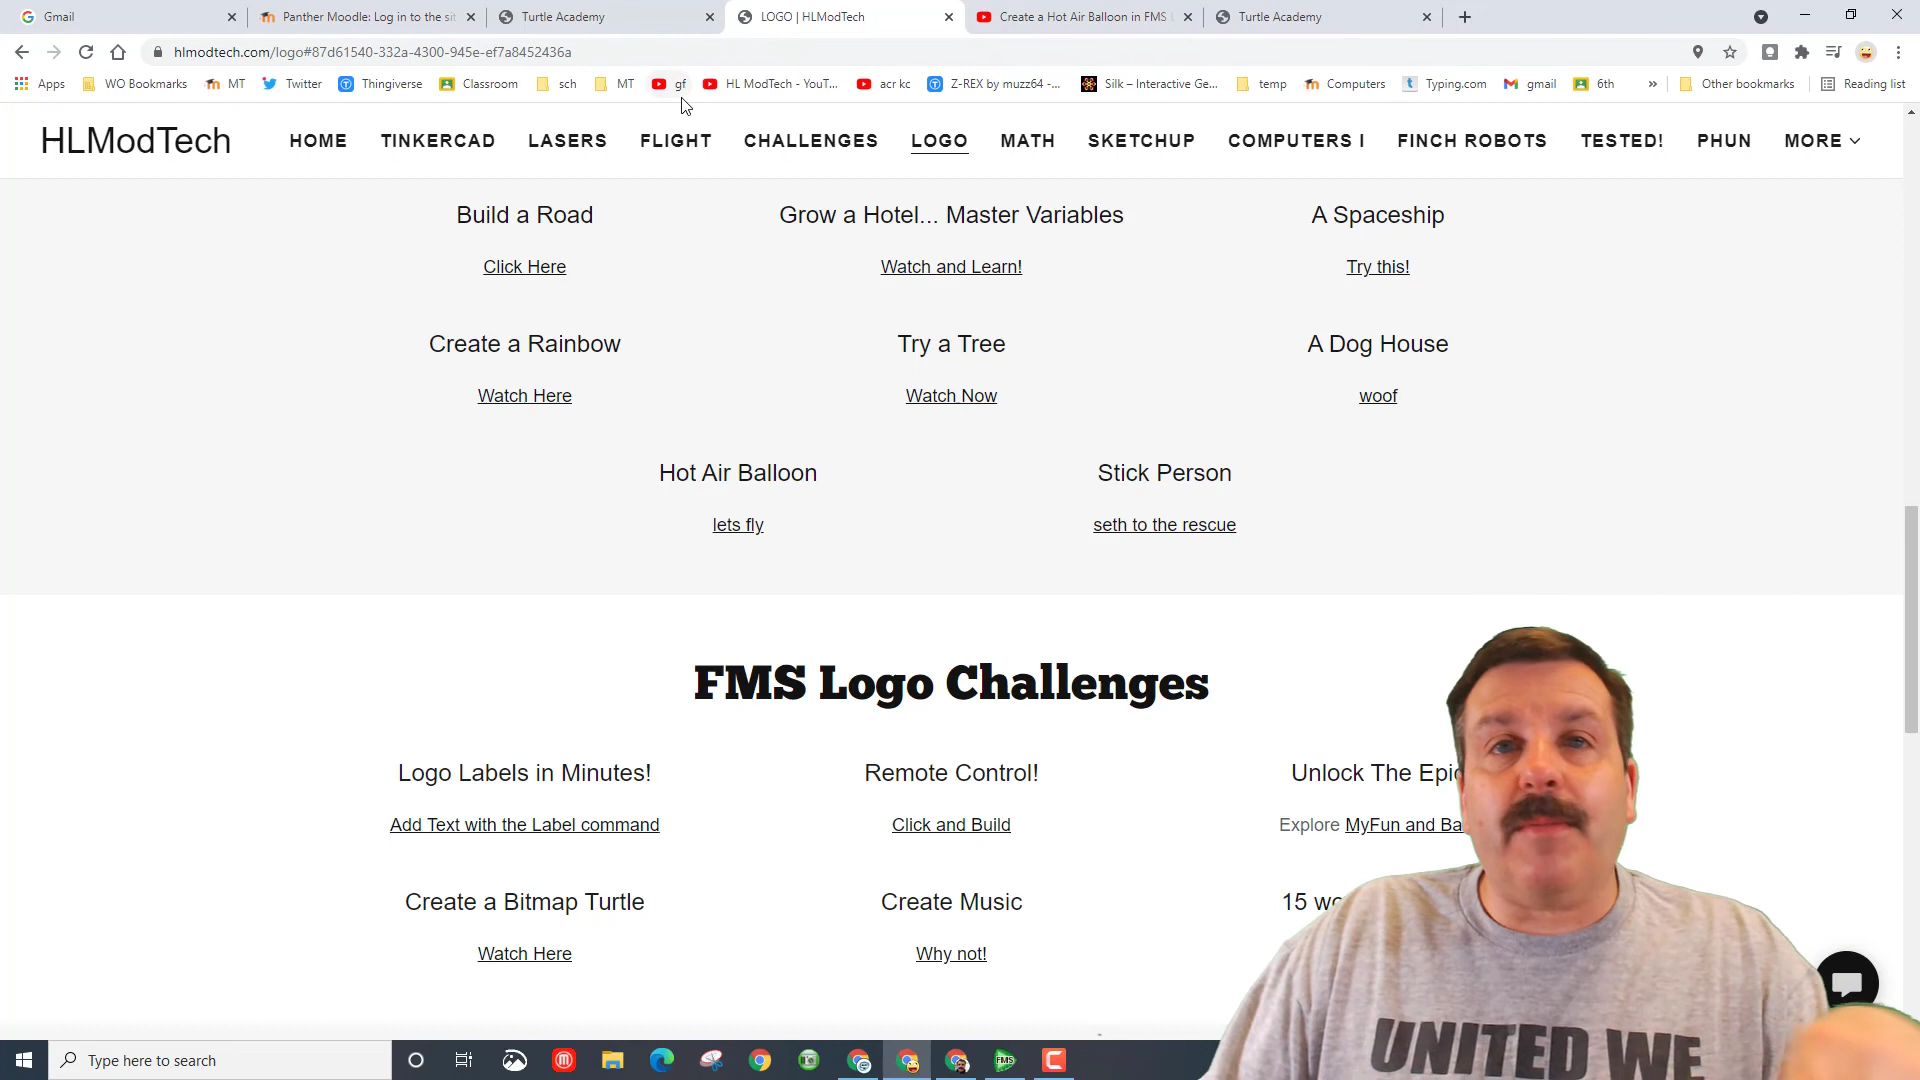 Gmail
Panther Moodle: Log in to the sit
Turtle Academy
LOGO | HLModTech
Create a Hot Air Balloon in FMS
Turtle Academy
hlmodtech.com/logo#87d61540-332a-4300-945e-ef7a8452436a
Apps
WO Bookmarks
MT
Twitter
Thingiverse
Classroom
sch
MT
gf
HL ModTech - YouT...
acr kc
Z-REX by muzz64 -...
Silk – Interactive Ge...
temp
Computers
Typing.com
gmail
6th
»
Other bookmarks
Reading list
HLModTech
HOME
TINKERCAD
LASERS
FLIGHT
CHALLENGES
LOGO
MATH
SKETCHUP
COMPUTERS I
FINCH ROBOTS
TESTED!
PHUN
MORE
Build a Road
Grow a Hotel... Master Variables
A Spaceship
Click Here
Watch and Learn!
Try this!
Create a Rainbow
Try a Tree
A Dog House
Watch Here
Watch Now
woof
Hot Air Balloon
Stick Person
lets fly
seth to the rescue
FMS Logo Challenges
Logo Labels in Minutes!
Remote Control!
Unlock The Epic
Add Text with the Label command
Click and Build
Explore MyFun and Ba
Create a Bitmap Turtle
Create Music
15
Watch Here
Why not!
UNITED WE
Type here to search
FMS